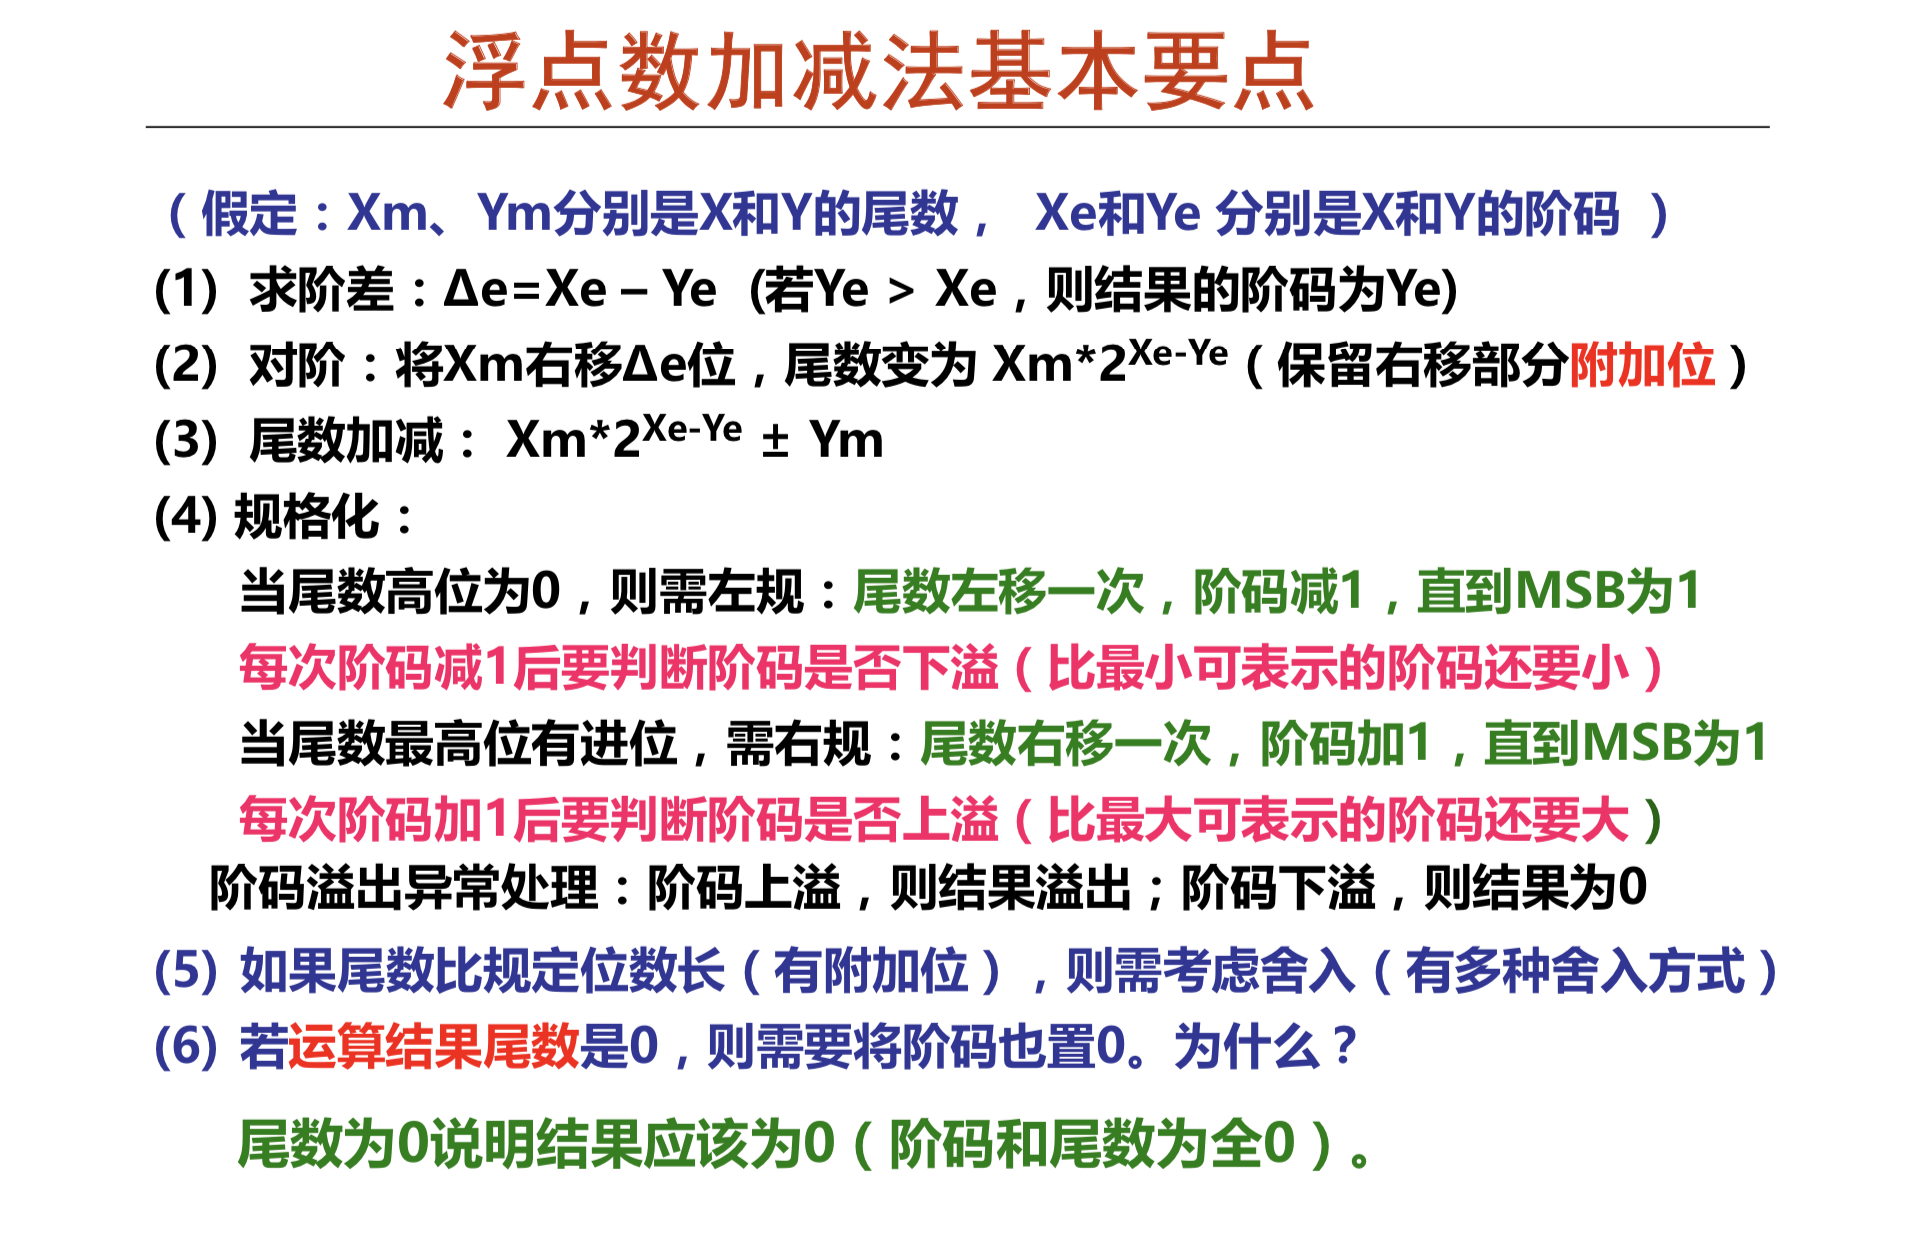 浮点数加减法基本要点
（假定：Xm、Ym分别是X和Y的尾数， Xe和Ye 分别是X和Y的阶码 ）
(1) 求阶差：Δe=Xe – Ye (若Ye > Xe，则结果的阶码为Ye)
(2) 对阶：将Xm右移Δe位，尾数变为 Xm*2^Xe-Ye（保留右移部分附加位）
(3) 尾数加减： Xm*2^Xe-Ye ± Ym
(4) 规格化：
当尾数高位为0，则需左规：尾数左移一次，阶码减1，直到MSB为1
每次阶码减1后要判断阶码是否下溢（比最小可表示的阶码还要小）
当尾数最高位有进位，需右规：尾数右移一次，阶码加1，直到MSB为1
每次阶码加1后要判断阶码是否上溢（比最大可表示的阶码还要大）
阶码溢出异常处理：阶码上溢，则结果溢出；阶码下溢，则结果为0
(5) 如果尾数比规定位数长（有附加位），则需考虑舍入（有多种舍入方式）
(6) 若运算结果尾数是0，则需要将阶码也置0。为什么？
尾数为0说明结果应该为0（阶码和尾数为全0）。